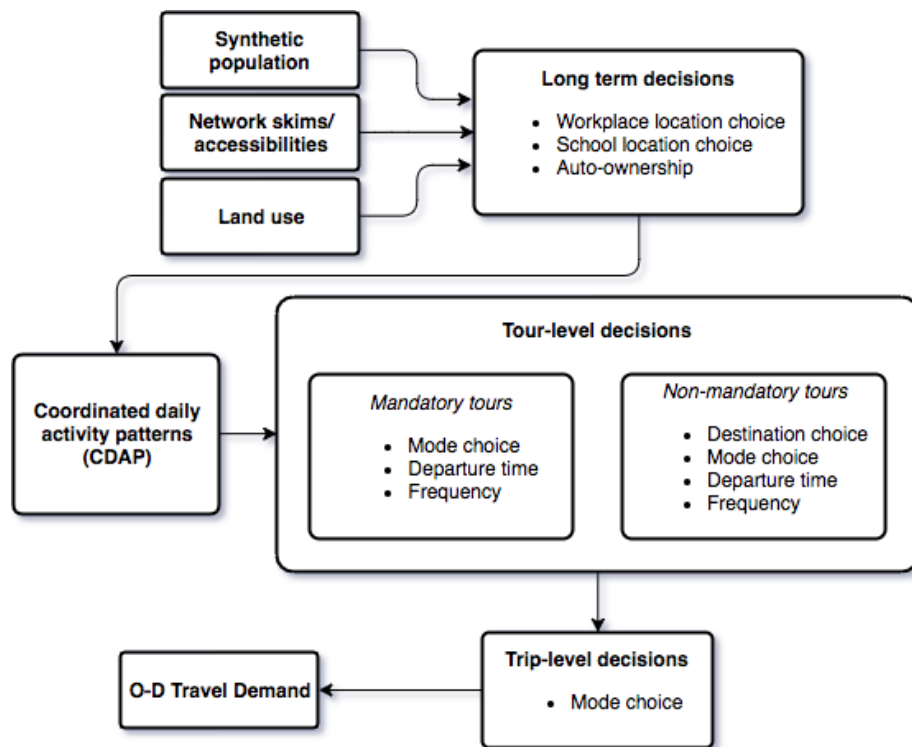 Synthetic
population
Network skims/
accessibilities
Land use
Long term decisions
• Workplace location choice
• School location choice
• Auto-ownership
Coordinated daily
activity patterns
(CDAP)
Tour-level decisions
Mandatory tours
• Mode choice
• Departure time
• Frequency
Non-mandatory tours
• Destination choice
• Mode choice
• Departure time
• Frequency
Trip-level decisions
• Mode choice
O-D Travel Demand